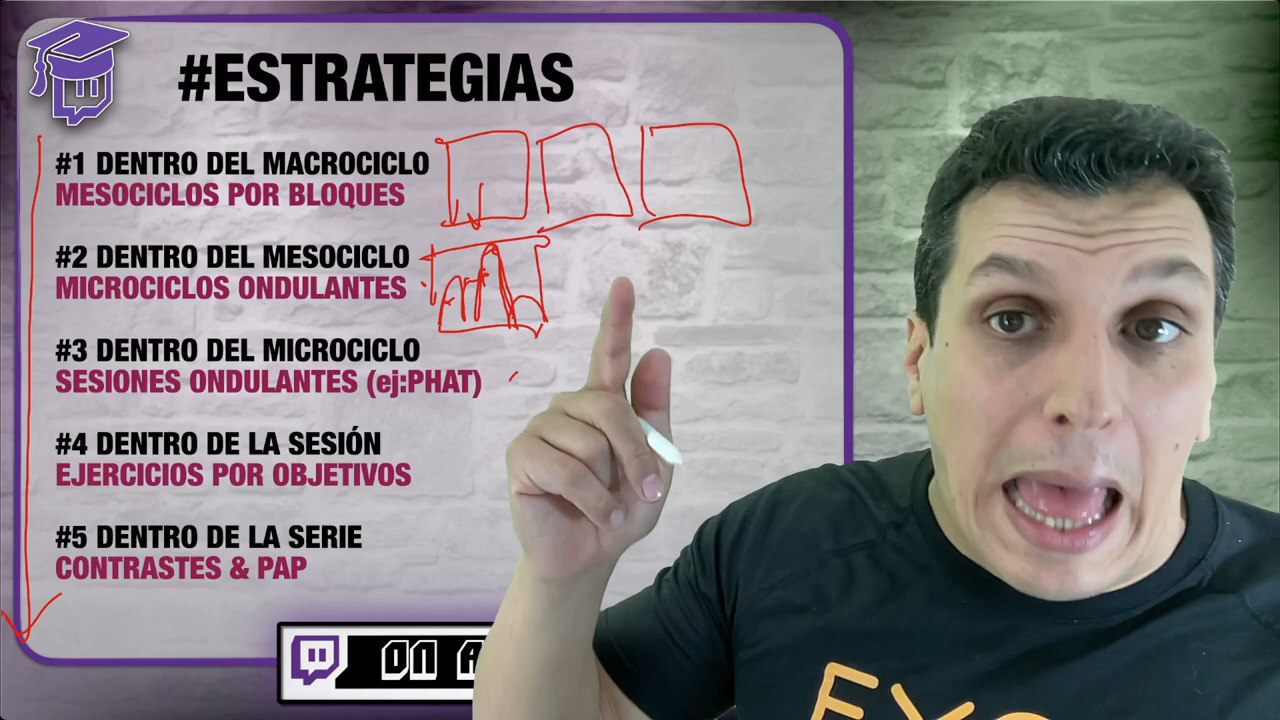 #ESTRATEGIAS
#1 DENTRO DEL MACROCICLO
MESOCICLOS POR BLOQUES
#2 DENTRO DEL MESOCICLO
MICROCICLOS ONDULANTES
#3 DENTRO DEL MICROCICLO
SESIONES ONDULANTES (ej:PHAT)
#4 DENTRO DE LA SESIÓN
EJERCICIOS POR OBJETIVOS
#5 DENTRO DE LA SERIE
CONTRASTES & PAP
ON